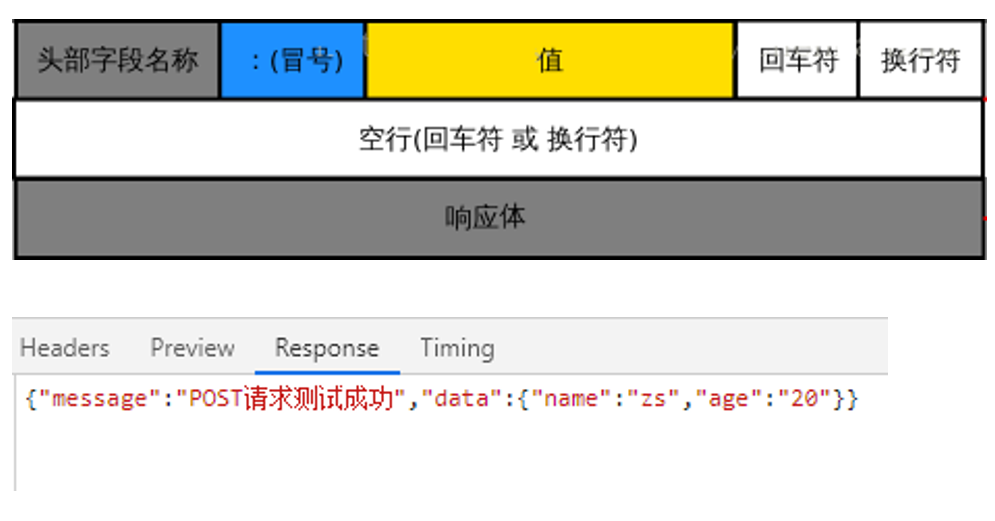 头部字段名称 : (冒号) 值 回车符 换行符
空行(回车符 或 换行符)
响应体
Headers Preview Response Timing
{"message":"POST请求测试成功","data":{"name":"zs","age":"20"}}